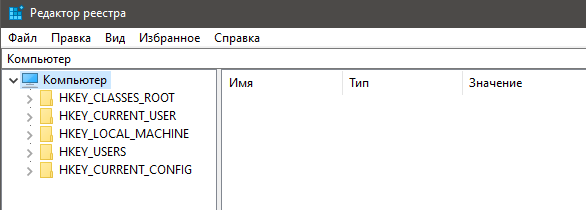 Редактор реестра
Файл Правка Вид Избранное Справка
Компьютер
Компьютер
HKEY_CLASSES_ROOT
HKEY_CURRENT_USER
HKEY_LOCAL_MACHINE
HKEY_USERS
HKEY_CURRENT_CONFIG
Имя Тип Значение